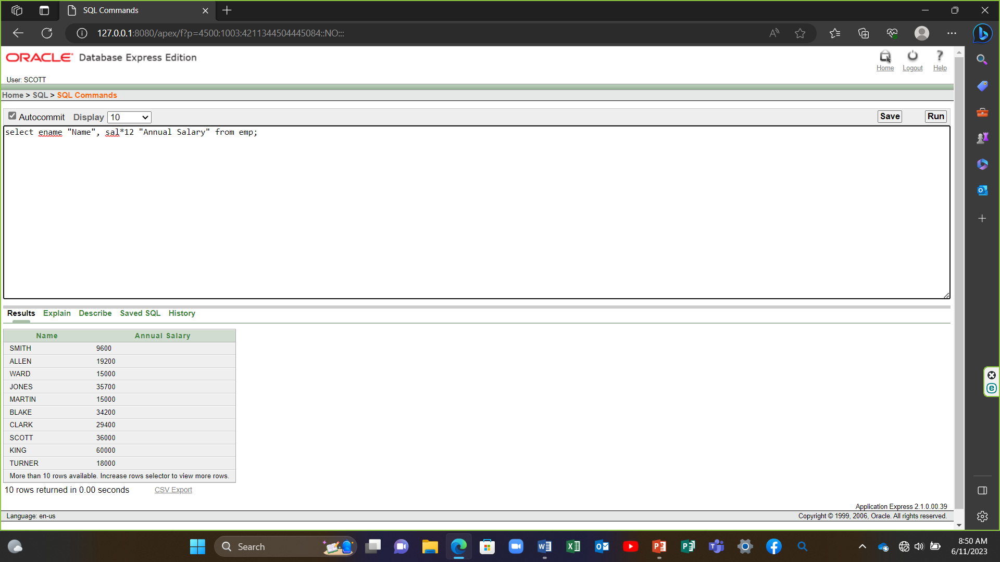 SQL Commands
127.0.0.1:8080/apex/f?p=4500:1003:4211344504445084::NO:::
ORACLE Database Express Edition
Home Logout Help
User: SCOTT
Home > SQL > SQL Commands
Autocommit Display 10 Save Run
select ename "Name", sal*12 "Annual Salary" from emp;
Results Explain Describe Saved SQL History
Name Annual Salary
SMITH 9600
ALLEN 19200
WARD 15000
JONES 35700
MARTIN 15000
BLAKE 34200
CLARK 29400
SCOTT 36000
KING 60000
TURNER 18000
More than 10 rows available. Increase rows selector to view more rows.
10 rows returned in 0.00 seconds CSV Export
Application Express 2.1.0.00.39
Language: en-us Copyright © 1999, 2006, Oracle. All rights reserved.
Search
8:50 AM
6/11/2023